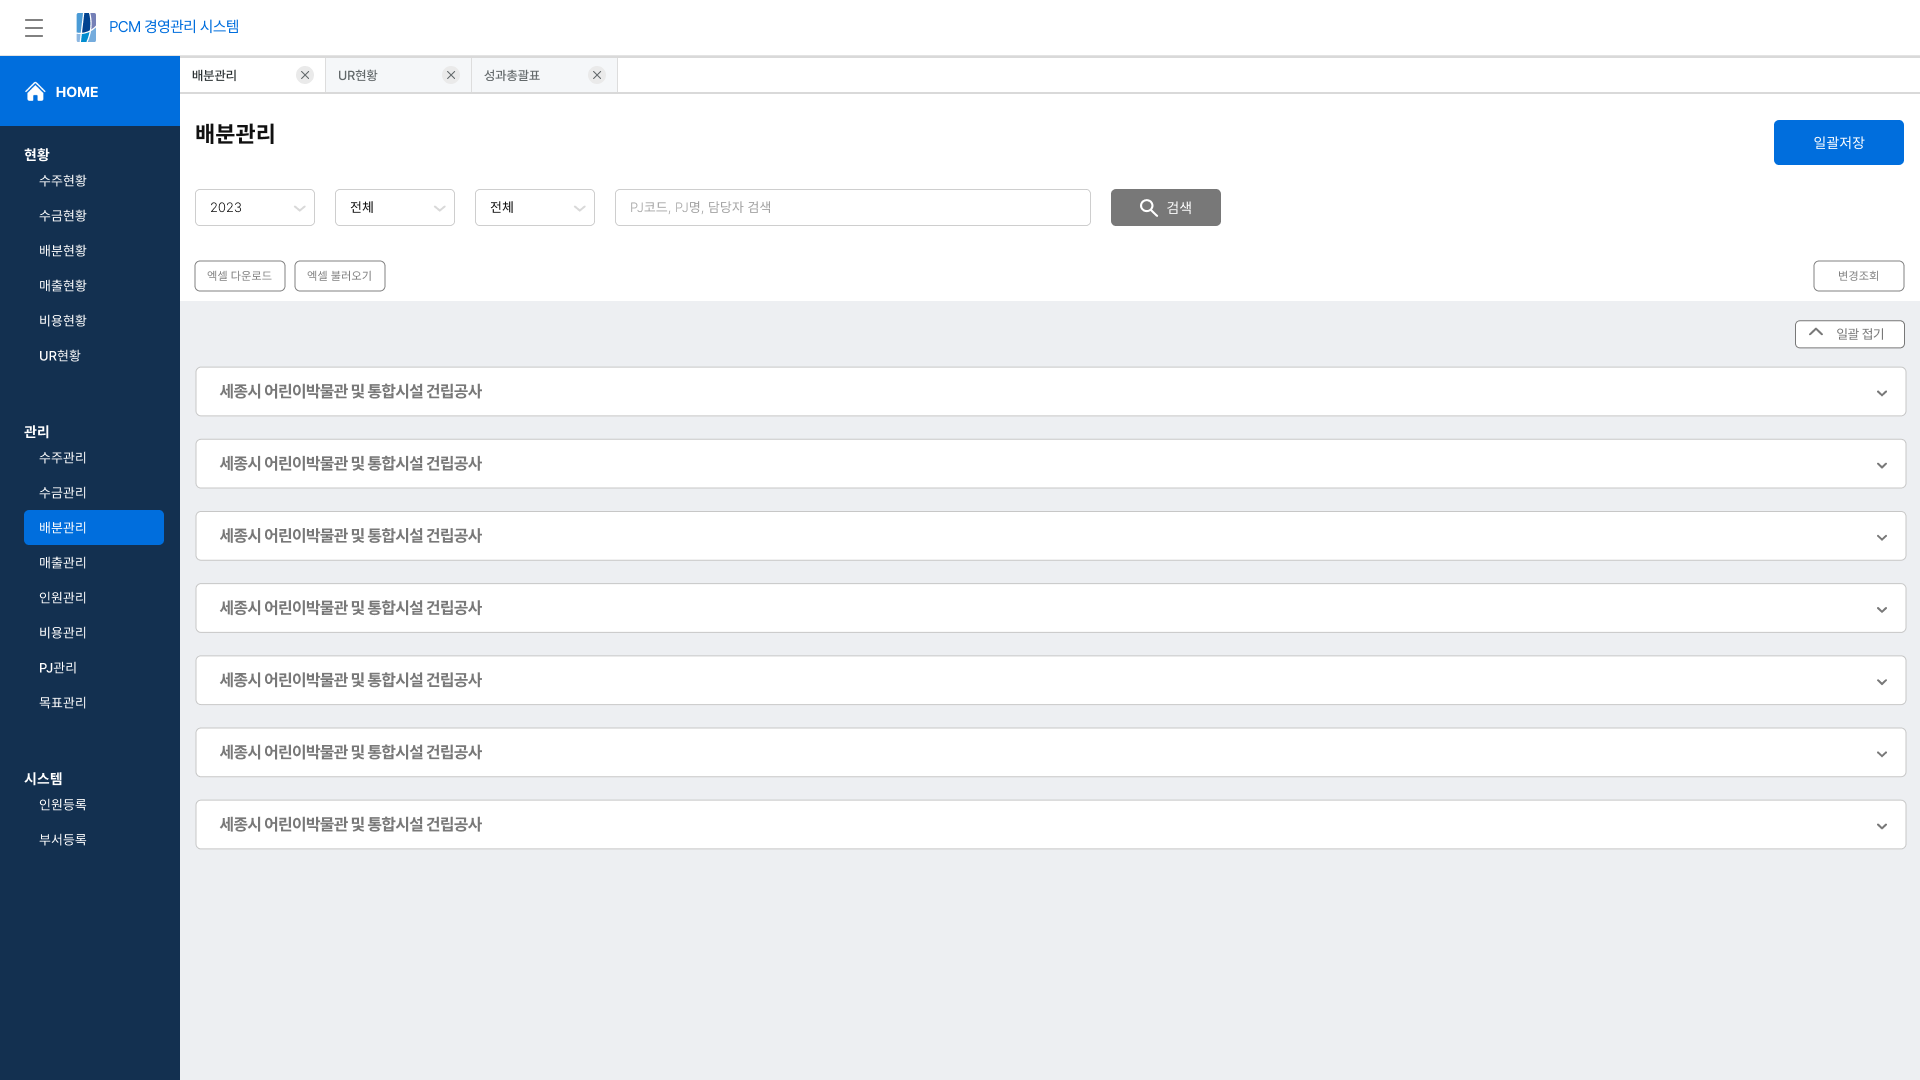 PCM 경영관리 시스템
HOME
현황
수주현황
수금현황
배분현황
매출현황
비용현황
UR현황
관리
수주관리
수금관리
배분관리
매출관리
인원관리
비용관리
PJ관리
목표관리
시스템
인원등록
부서등록
배분관리
UR현황
성과총괄표
배분관리
일괄저장
2023
전체
전체
PJ코드, PJ명, 담당자 검색
검색
엑셀 다운로드
엑셀 불러오기
변경조회
일괄 접기
세종시 어린이박물관 및 통합시설 건립공사
세종시 어린이박물관 및 통합시설 건립공사
세종시 어린이박물관 및 통합시설 건립공사
세종시 어린이박물관 및 통합시설 건립공사
세종시 어린이박물관 및 통합시설 건립공사
세종시 어린이박물관 및 통합시설 건립공사
세종시 어린이박물관 및 통합시설 건립공사